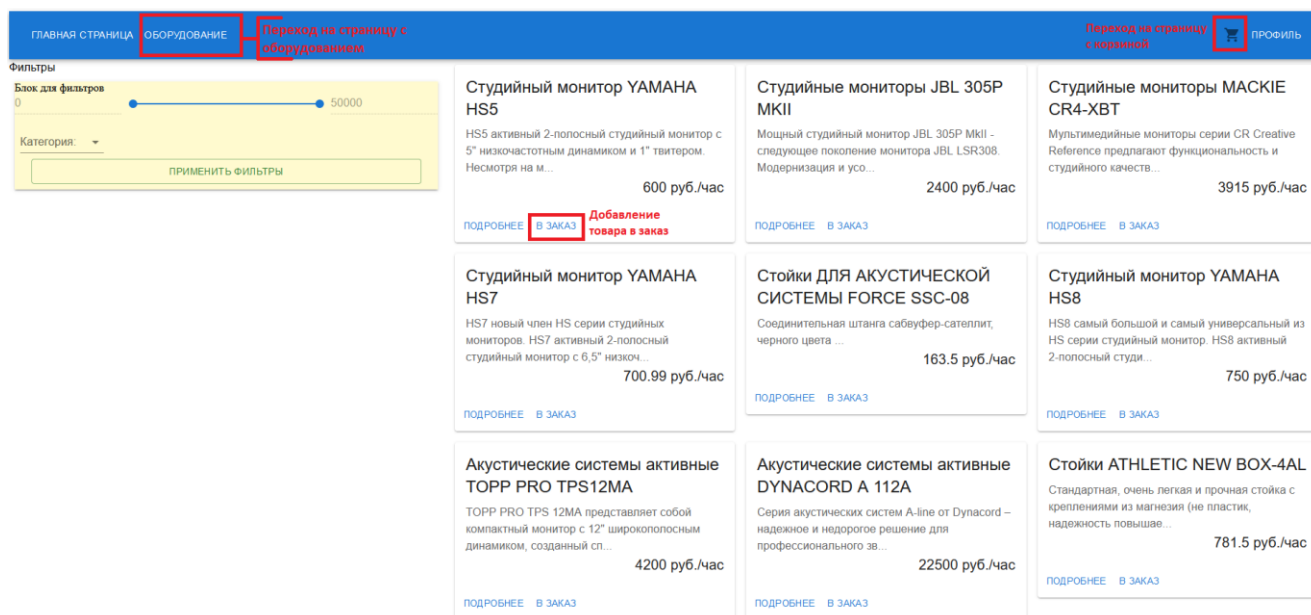 ГЛАВНАЯ СТРАНИЦА
ОБОРУДОВАНИЕ
Переход на страницу с
оборудованием
Переход на страницу
с корзиной
ПРОФИЛЬ
Фильтры
Блок для фильтров
0
50000
Категория:
ПРИМЕНИТЬ ФИЛЬТРЫ
Студийный монитор YAMAHA
HS5
HS5 активный 2-полосный студийный монитор с
5" низкочастотным динамиком и 1" твитером.
Несмотря на м...
600 руб./час
ПОДРОБНЕЕ
В ЗАКАЗ
Добавление
товара в заказ
Студийные мониторы JBL 305P
MKII
Мощный студийный монитор JBL 305P MkII -
следующее поколение монитора JBL LSR308.
Модернизация и усо...
2400 руб./час
ПОДРОБНЕЕ В ЗАКАЗ
Студийные мониторы MACKIE
CR4-XBT
Мультимедийные мониторы серии CR Creative
Reference предлагают функциональность и
студийного качеств...
3915 руб./час
ПОДРОБНЕЕ В ЗАКАЗ
Студийный монитор YAMAHA
HS7
HS7 новый член HS серии студийных
мониторов. HS7 активный 2-полосный
студийный монитор с 6,5" низкоч...
700.99 руб./час
ПОДРОБНЕЕ В ЗАКАЗ
Стойки ДЛЯ АКУСТИЧЕСКОЙ
СИСТЕМЫ FORCE SSC-08
Соединительная штанга сабвуфер-сателлит,
черного цвета ...
163.5 руб./час
ПОДРОБНЕЕ В ЗАКАЗ
Студийный монитор YAMAHA
HS8
HS8 самый большой и самый универсальный из
HS серии студийный монитор. HS8 активный
2-полосный студи...
750 руб./час
ПОДРОБНЕЕ В ЗАКАЗ
Акустические системы активные
TOPP PRO TPS12MA
TOPP PRO TPS 12MA представляет собой
компактный монитор с 12" широкополосным
динамиком, созданный сп...
4200 руб./час
ПОДРОБНЕЕ В ЗАКАЗ
Акустические системы активные
DYNACORD A 112A
Серия акустических систем A-line от Dynacord –
надежное и недорогое решение для
профессионального зв...
22500 руб./час
ПОДРОБНЕЕ В ЗАКАЗ
Стойки ATHLETIC NEW BOX-4AL
Стандартная, очень легкая и прочная стойка с
креплениями из магнезия (не пластик,
надежность повышае...
781.5 руб./час
ПОДРОБНЕЕ В ЗАКАЗ